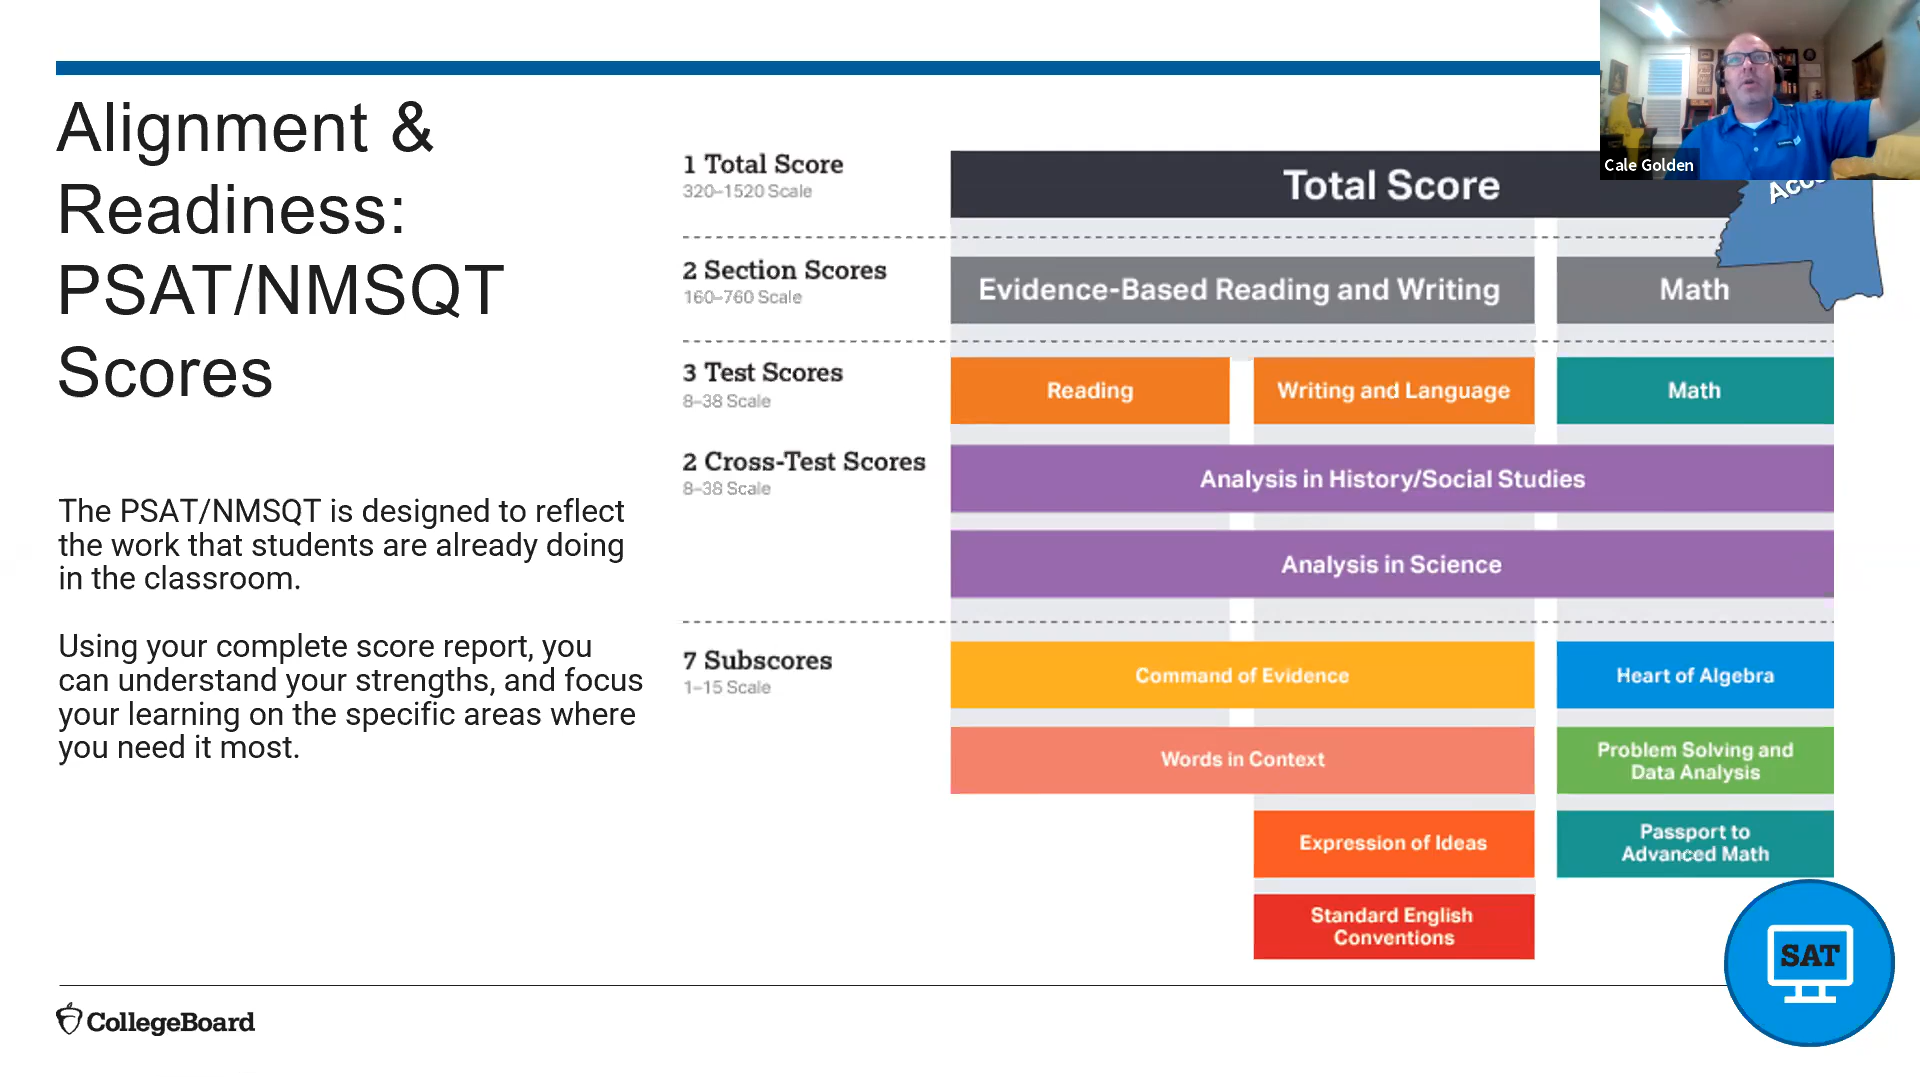 Alignment &
Readiness:
PSAT/NMSQT
Scores
The PSAT/NMSQT is designed to reflect
the work that students are already doing
in the classroom.
Using your complete score report, you
can understand your strengths, and focus
your learning on the specific areas where
you need it most.
1 Total Score
320–1520 Scale
Total Score
2 Section Scores
160–760 Scale
Evidence-Based Reading and Writing
Math
3 Test Scores
8–38 Scale
Reading
Writing and Language
Math
2 Cross-Test Scores
8–38 Scale
Analysis in History/Social Studies
Analysis in Science
7 Subscores
1–15 Scale
Command of Evidence
Heart of Algebra
Words in Context
Problem Solving and
Data Analysis
Expression of Ideas
Passport to
Advanced Math
Standard English
Conventions
Cale Golden
SAT
CollegeBoard